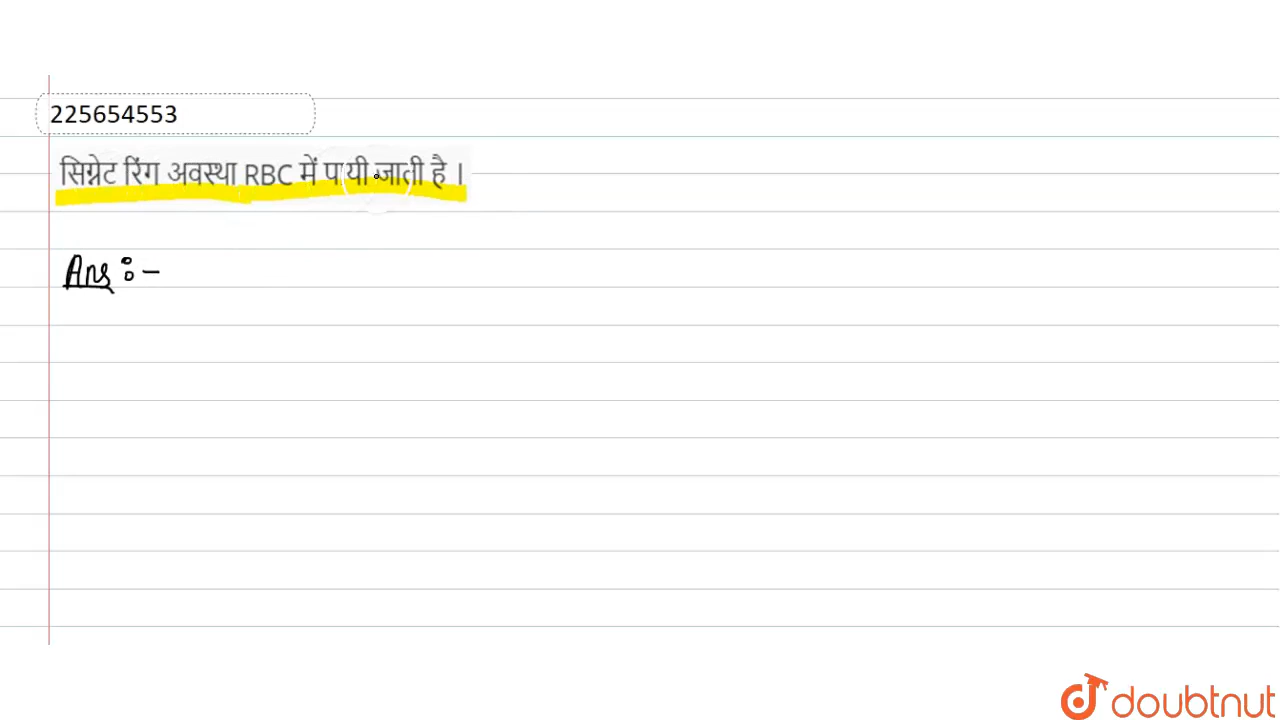 225654553
सिग्नेट रिंग अवस्था RBC में पायी जाती है ।
Ans : -
doubtnut